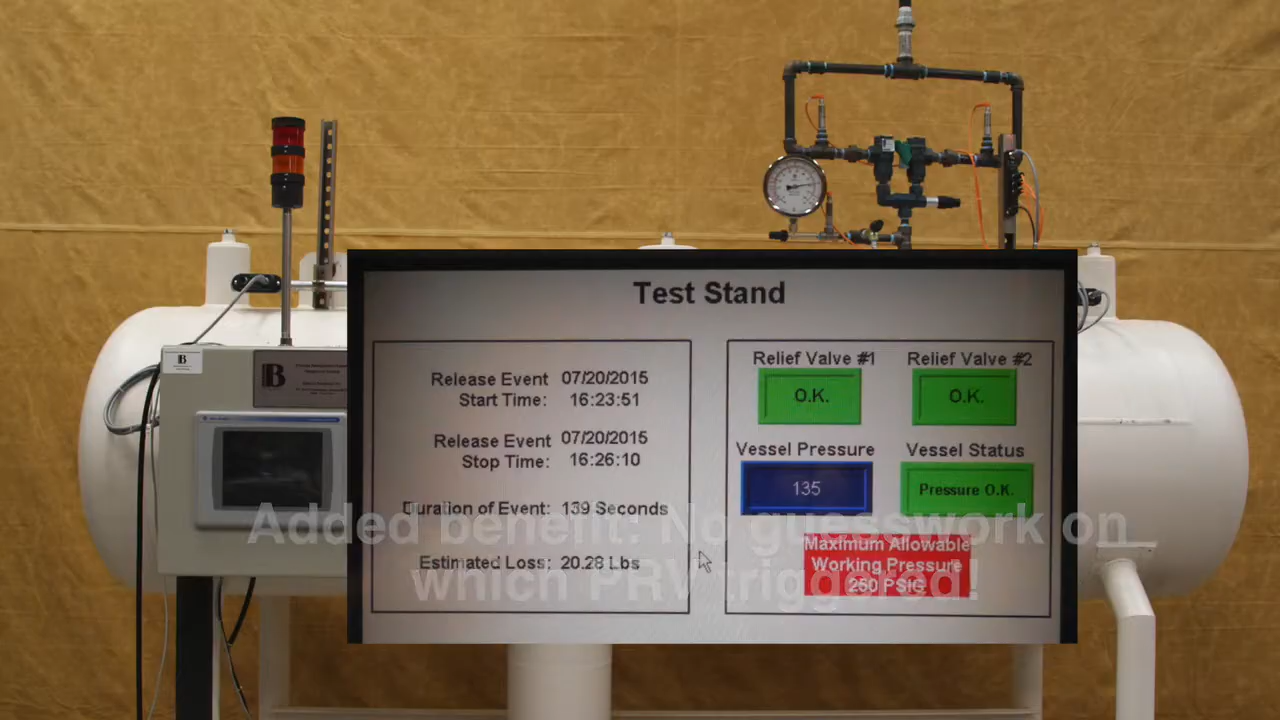 Test Stand
Release Event 07/20/2015
Start Time: 16:23:51
Release Event 07/20/2015
Stop Time: 16:26:10
Duration of Event: 139 Seconds
Estimated Loss: 20.28 Lbs
Relief Valve #1
O.K.
Relief Valve #2
O.K.
Vessel Pressure
135
Vessel Status
Pressure O.K.
Maximum Allowable
Working Pressure
250 PSIG
Added benefit: No guesswork on
which PRV triggered!
B
B